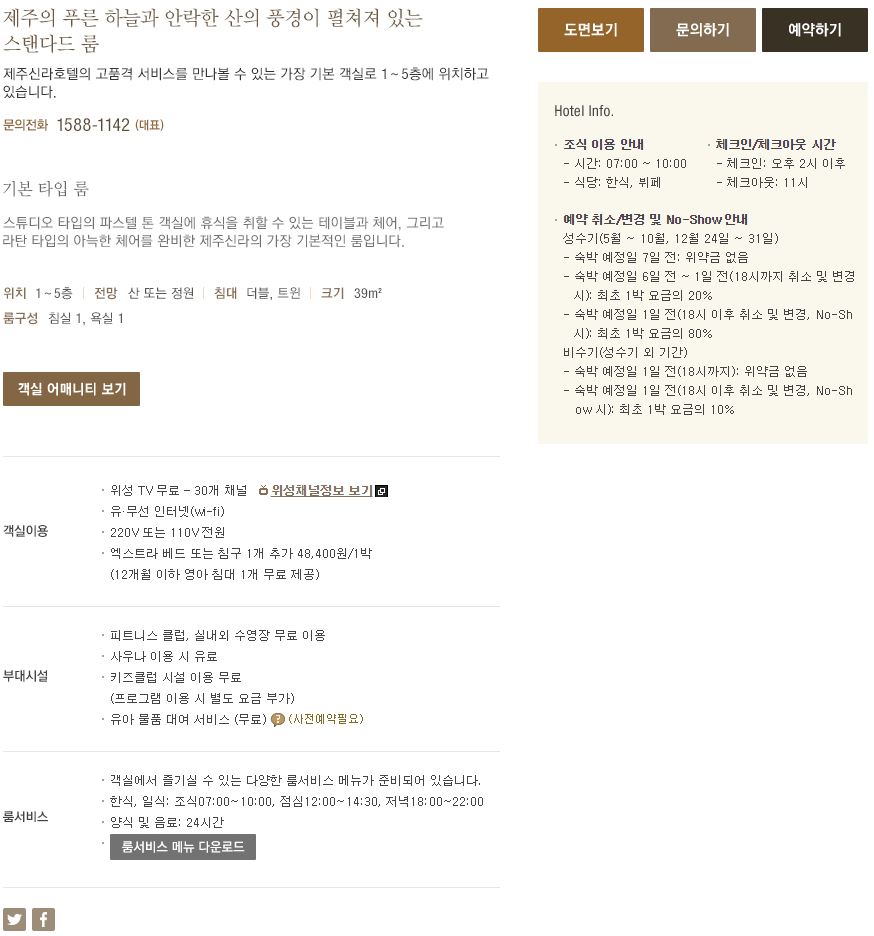 제주의 푸른 하늘과 안락한 산의 풍경이 펼쳐져 있는
스탠다드 룸
제주신라호텔의 고품격 서비스를 만나볼 수 있는 가장 기본 객실로 1~5층에 위치하고
있습니다.
문의전화 1588-1142 (대표)
기본 타입 룸
스튜디오 타입의 파스텔 톤 객실에 휴식을 취할 수 있는 테이블과 체어, 그리고
라탄 타입의 아늑한 체어를 완비한 제주신라의 가장 기본적인 룸입니다.
위치 1~5층 | 전망 산 또는 정원 | 침대 더블, 트윈 | 크기 39m²
룸구성 침실 1, 욕실 1
객실 어매니티 보기
객실이용
· 위성 TV 무료 - 30개 채널 위성채널정보 보기
· 유·무선 인터넷(wi-fi)
· 220V 또는 110V 전원
· 엑스트라 베드 또는 침구 1개 추가 48,400원/1박
(12개월 이하 영아 침대 1개 무료 제공)
부대시설
· 피트니스 클럽, 실내외 수영장 무료 이용
· 사우나 이용 시 유료
· 키즈클럽 시설 이용 무료
(프로그램 이용 시 별도 요금 부가)
· 유아 물품 대여 서비스 (무료) ? (사전예약필요)
룸서비스
· 객실에서 즐기실 수 있는 다양한 룸서비스 메뉴가 준비되어 있습니다.
· 한식, 일식: 조식07:00~10:00, 점심12:00~14:30, 저녁18:00~22:00
· 양식 및 음료: 24시간
· 룸서비스 메뉴 다운로드
도면보기 문의하기 예약하기
Hotel Info.
· 조식 이용 안내
- 시간: 07:00 ~ 10:00
- 식당: 한식, 뷔페
· 체크인/체크아웃 시간
- 체크인: 오후 2시 이후
- 체크아웃: 11시
· 예약 취소/변경 및 No-Show안내
성수기(5월 ~ 10월, 12월 24일 ~ 31일)
- 숙박 예정일 7일 전: 위약금 없음
- 숙박 예정일 6일 전 ~ 1일 전(18시까지 취소 및 변경
시): 최초 1박 요금의 20%
- 숙박 예정일 1일 전(18시 이후 취소 및 변경, No-Sh
시): 최초 1박 요금의 80%
비수기(성수기 외 기간)
- 숙박 예정일 1일 전(18시까지): 위약금 없음
- 숙박 예정일 1일 전(18시 이후 취소 및 변경, No-Sh
ow 시): 최초 1박 요금의 10%